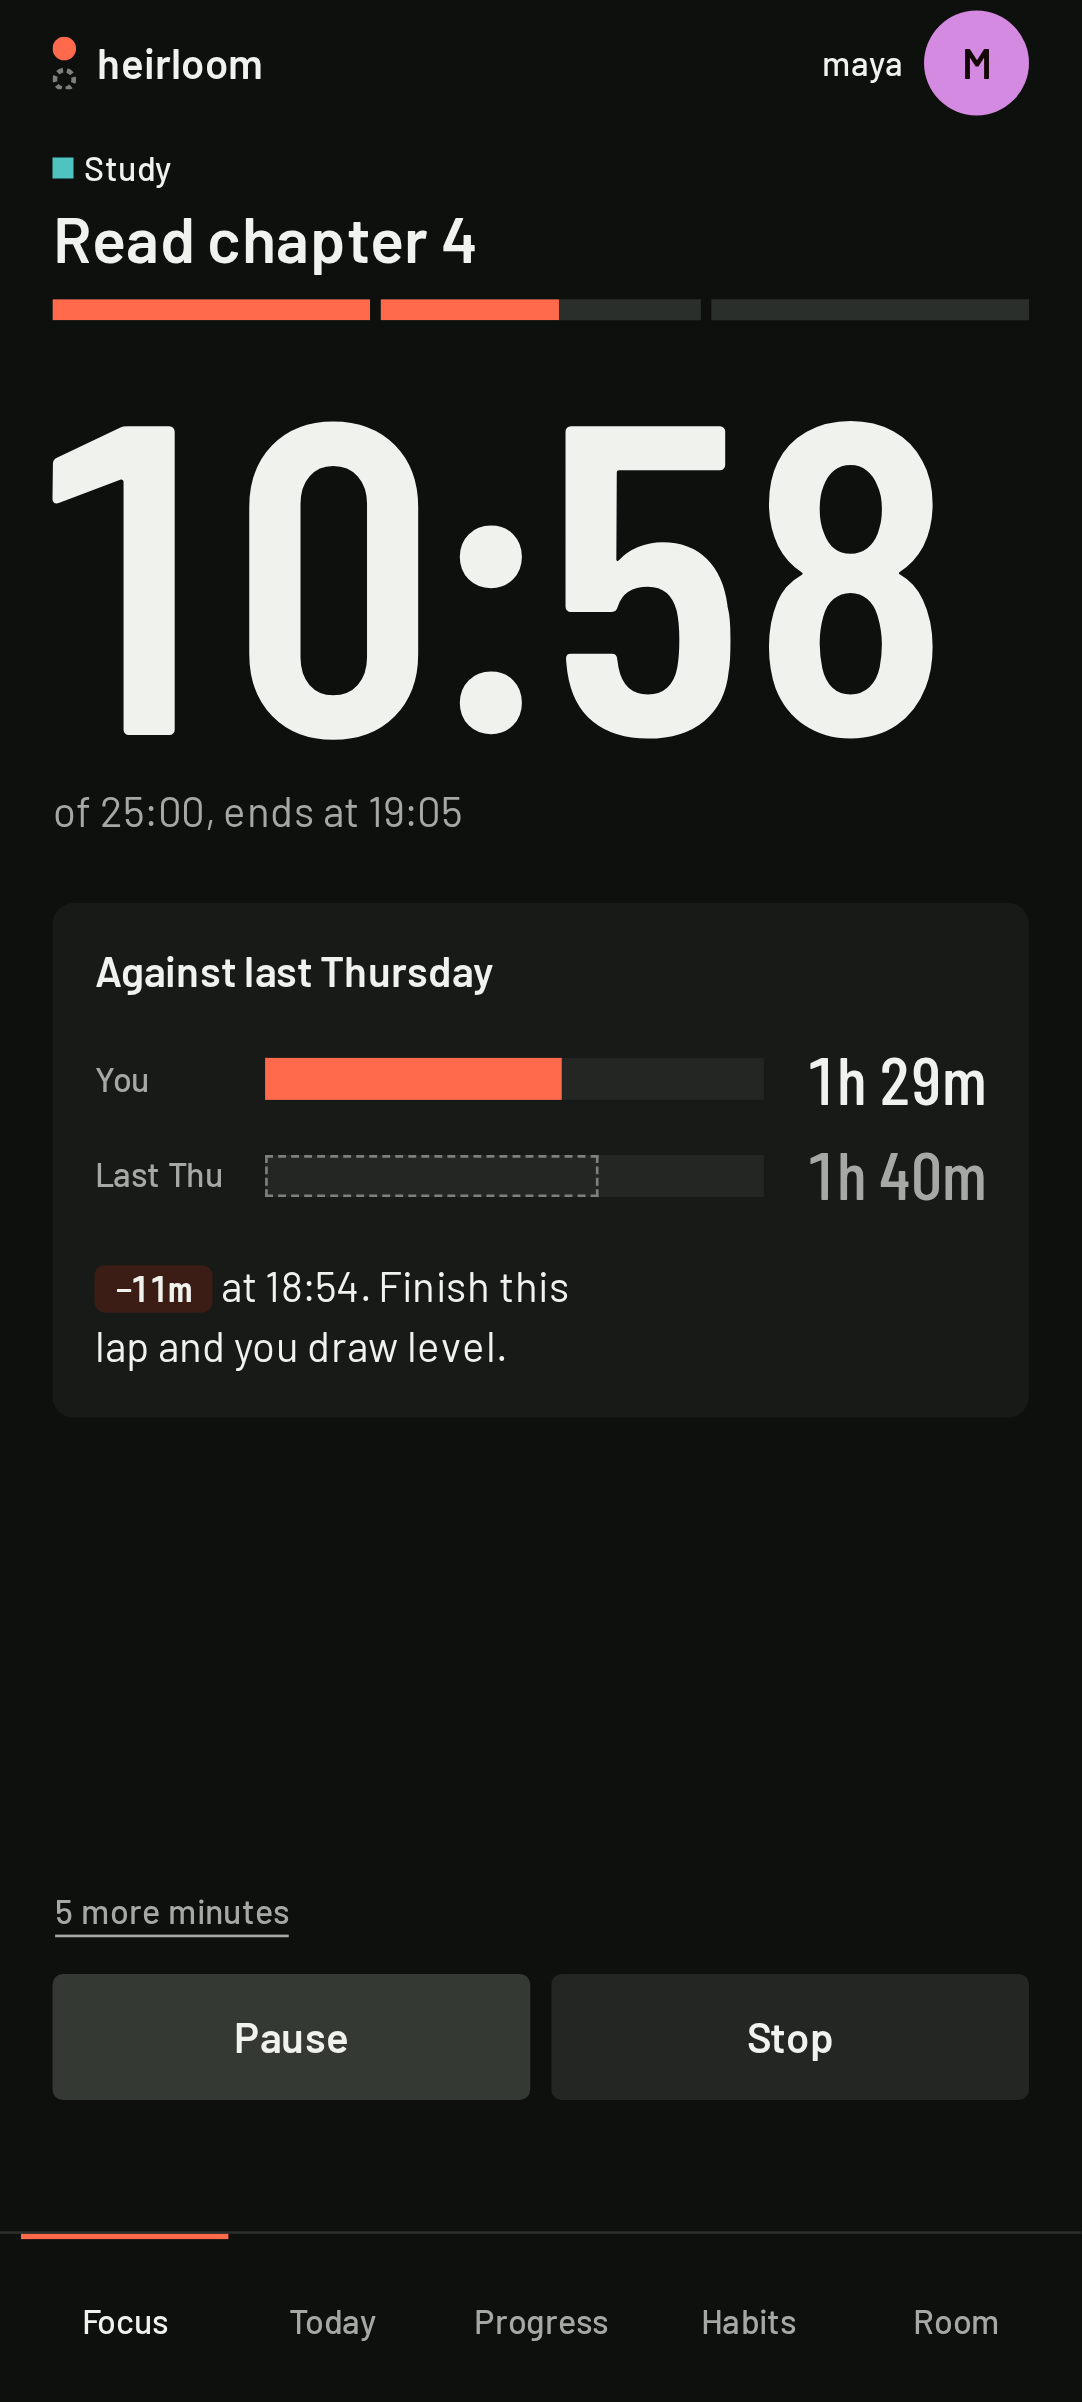 heirloom
maya
M
Study
Read chapter 4
10:58
of 25:00, ends at 19:05
Against last Thursday
You
1h 29m
Last Thu
1h 40m
−11m at 18:54. Finish this
lap and you draw level.
5 more minutes
Pause
Stop
Focus
Today
Progress
Habits
Room